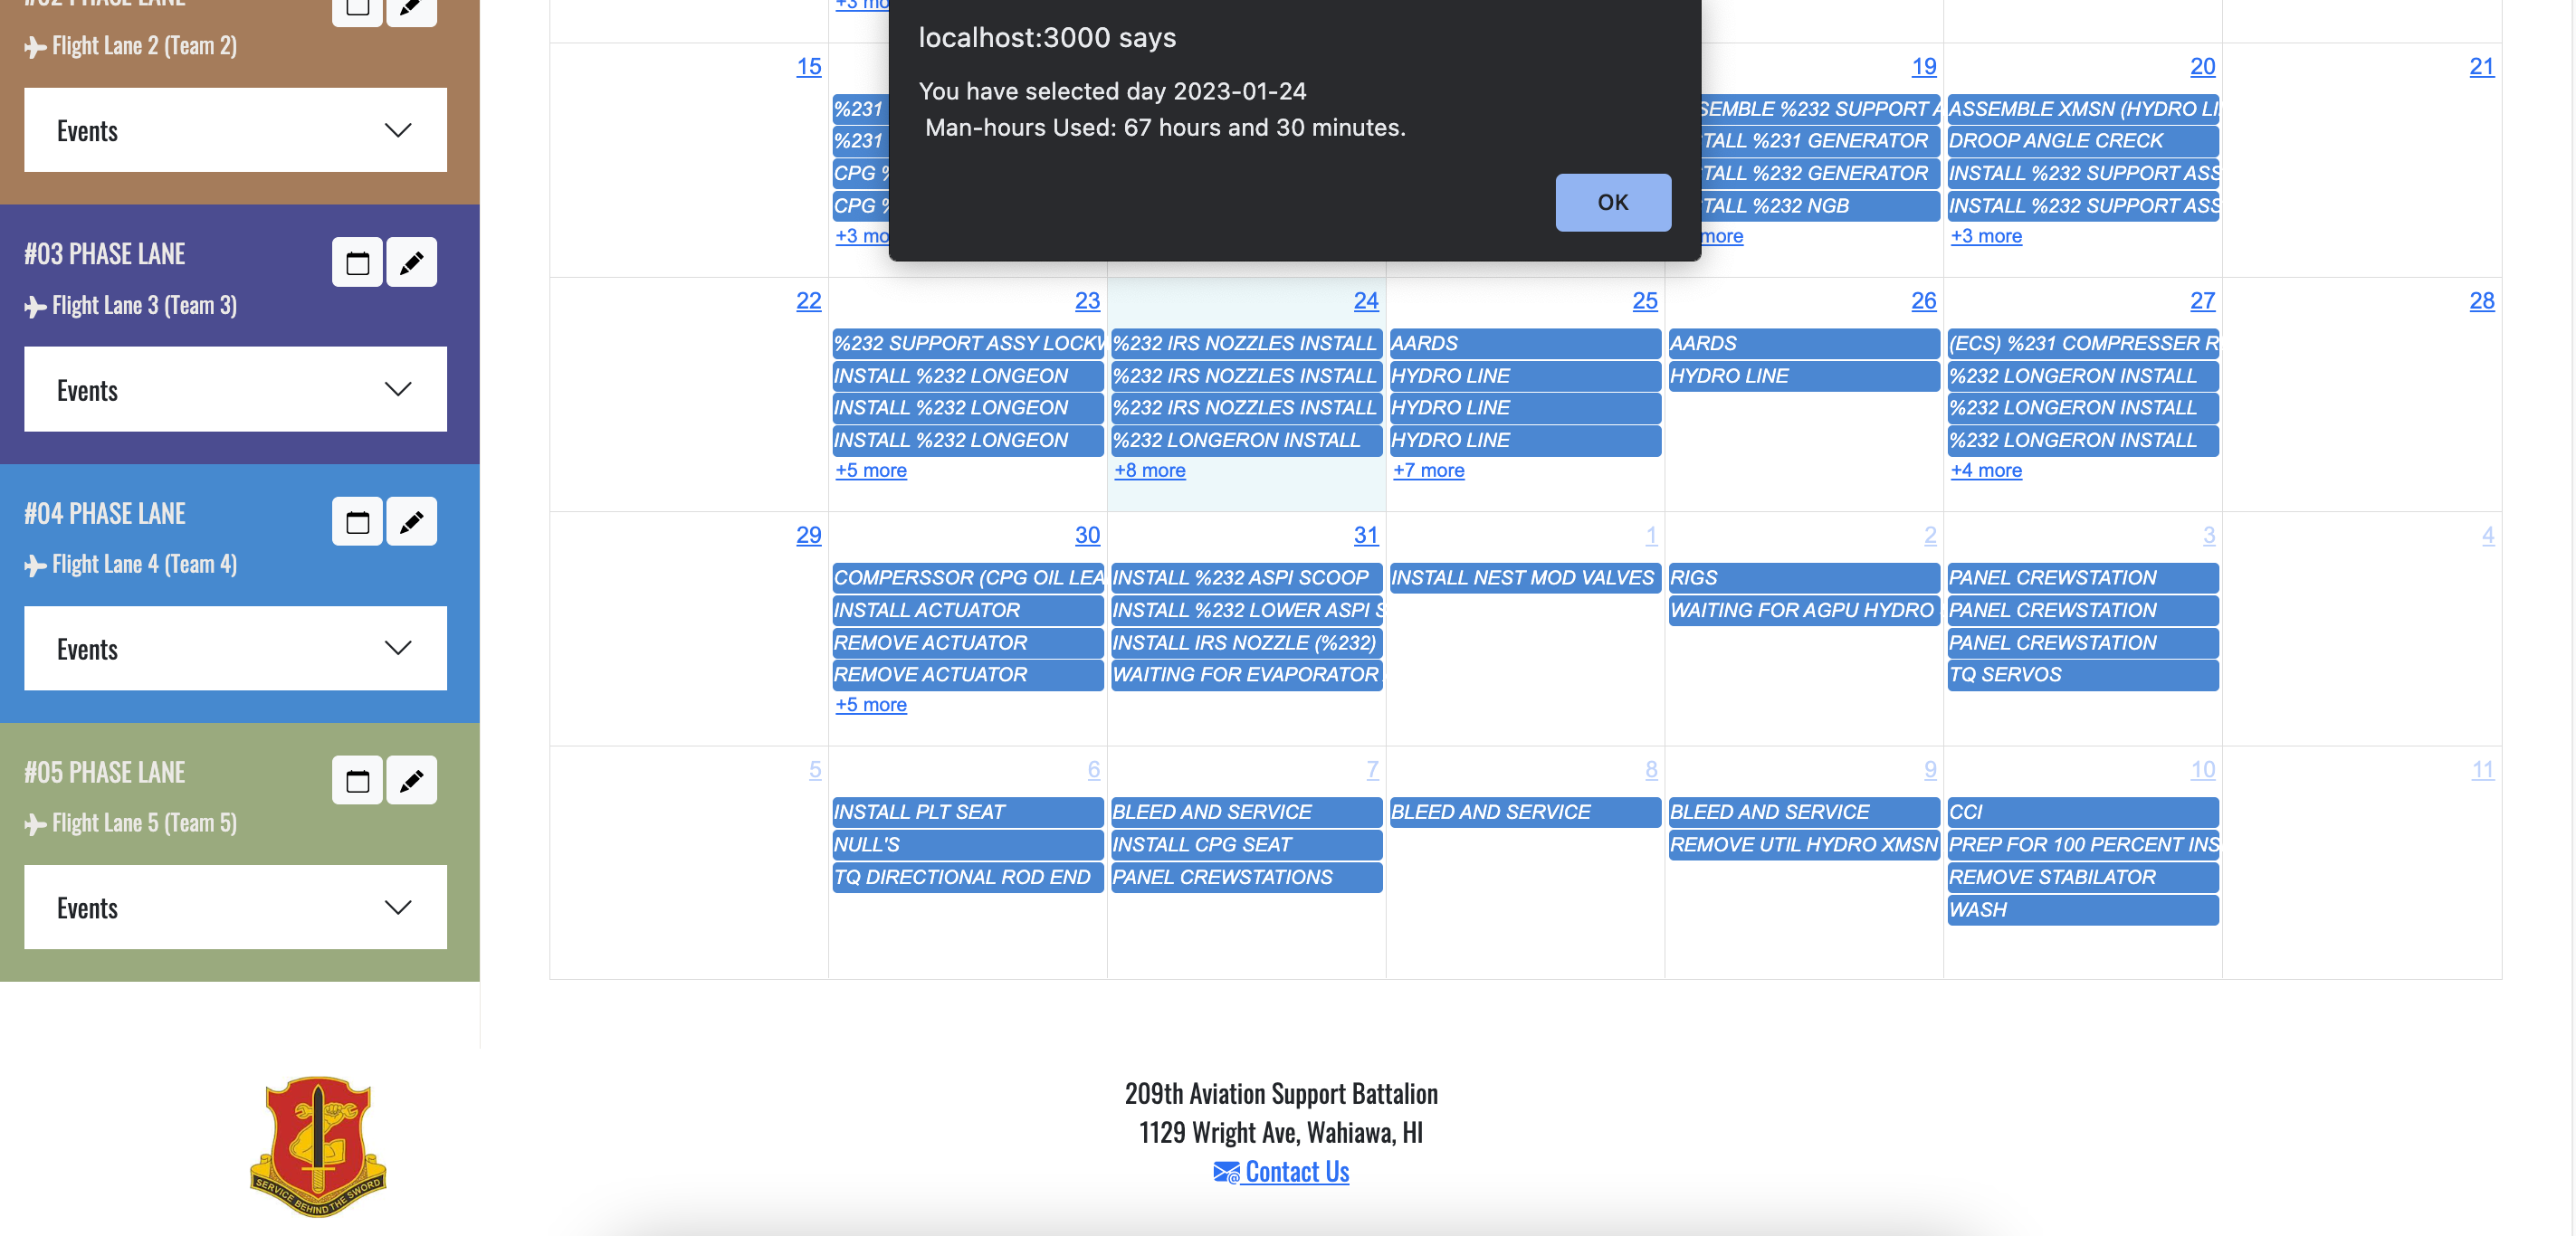 #02 PHASE LANE
Flight Lane 2 (Team 2)
Events
#03 PHASE LANE
Flight Lane 3 (Team 3)
Events
#04 PHASE LANE
Flight Lane 4 (Team 4)
Events
#05 PHASE LANE
Flight Lane 5 (Team 5)
Events
localhost:3000 says
You have selected day 2023-01-24
Man-hours Used: 67 hours and 30 minutes.
OK
+3 mo
15
19
20
21
%231
%231
CPG %
CPG %
+3 mo
SEMBLE %232 SUPPORT A
TALL %231 GENERATOR
TALL %232 GENERATOR
TALL %232 NGB
more
ASSEMBLE XMSN (HYDRO LI
DROOP ANGLE CRECK
INSTALL %232 SUPPORT ASS
INSTALL %232 SUPPORT ASS
+3 more
22
23
24
25
26
27
28
%232 SUPPORT ASSY LOCKW
INSTALL %232 LONGEON
INSTALL %232 LONGEON
INSTALL %232 LONGEON
+5 more
%232 IRS NOZZLES INSTALL
%232 IRS NOZZLES INSTALL
%232 IRS NOZZLES INSTALL
%232 LONGERON INSTALL
+8 more
AARDS
HYDRO LINE
HYDRO LINE
HYDRO LINE
+7 more
AARDS
HYDRO LINE
(ECS) %231 COMPRESSER R
%232 LONGERON INSTALL
%232 LONGERON INSTALL
%232 LONGERON INSTALL
+4 more
29
30
31
1
2
3
4
COMPERSSOR (CPG OIL LEA
INSTALL ACTUATOR
REMOVE ACTUATOR
REMOVE ACTUATOR
+5 more
INSTALL %232 ASPI SCOOP
INSTALL %232 LOWER ASPI S
INSTALL IRS NOZZLE (%232)
WAITING FOR EVAPORATOR
INSTALL NEST MOD VALVES
RIGS
WAITING FOR AGPU HYDRO
PANEL CREWSTATION
PANEL CREWSTATION
PANEL CREWSTATION
TQ SERVOS
5
6
7
8
9
10
11
INSTALL PLT SEAT
NULL'S
TQ DIRECTIONAL ROD END
BLEED AND SERVICE
INSTALL CPG SEAT
PANEL CREWSTATIONS
BLEED AND SERVICE
BLEED AND SERVICE
REMOVE UTIL HYDRO XMSN
CCI
PREP FOR 100 PERCENT INS
REMOVE STABILATOR
WASH
SERVICE BEHIND THE SWORD
209th Aviation Support Battalion
1129 Wright Ave, Wahiawa, HI
Contact Us